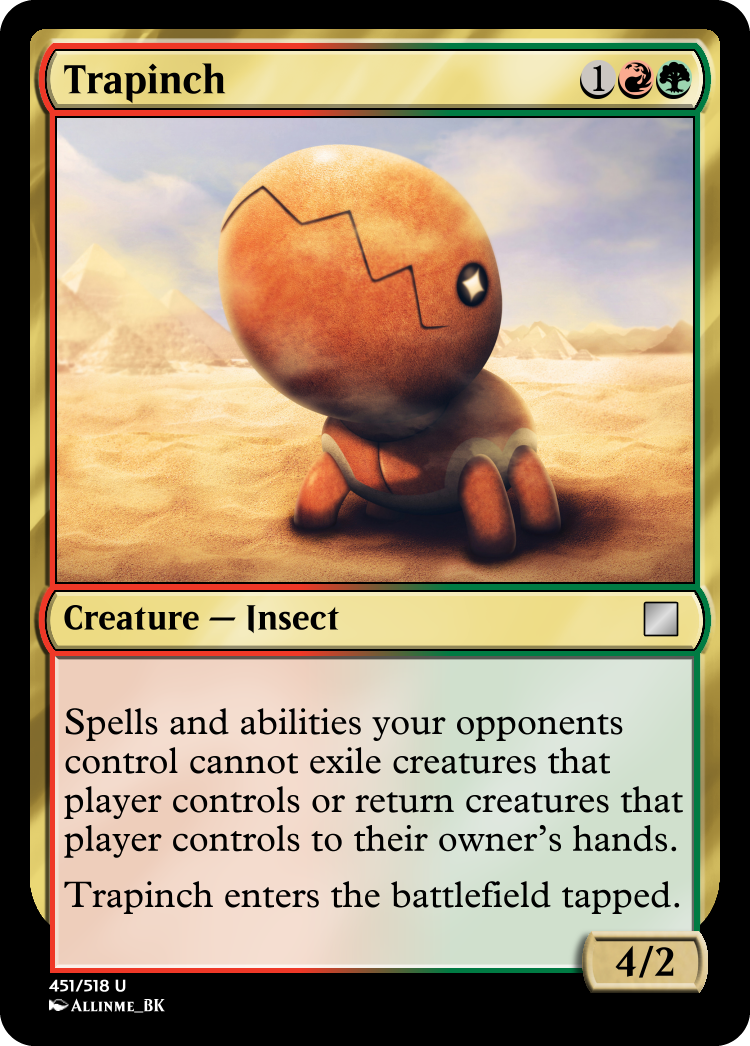 Trapinch 1
Creature — Insect
Spells and abilities your opponents
control cannot exile creatures that
player controls or return creatures that
player controls to their owner's hands.
Trapinch enters the battlefield tapped.
4/2
451/518 U
Allinme_BK